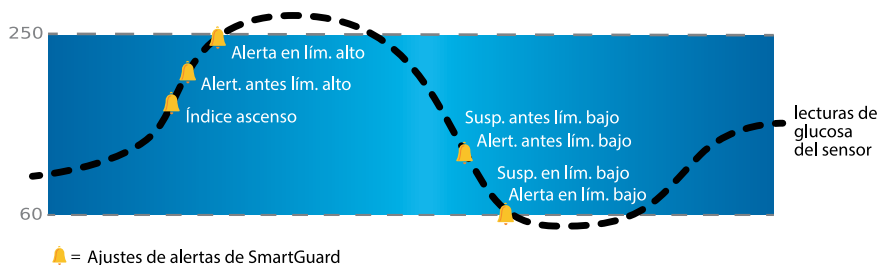 250
Alerta en lím. alto
Alert. antes lím. alto
Índice ascenso
Susp. antes lím. bajo
Alert. antes lím. bajo
Susp. en lím. bajo
Alerta en lím. bajo
lecturas de
glucosa
del sensor
60
= Ajustes de alertas de SmartGuard